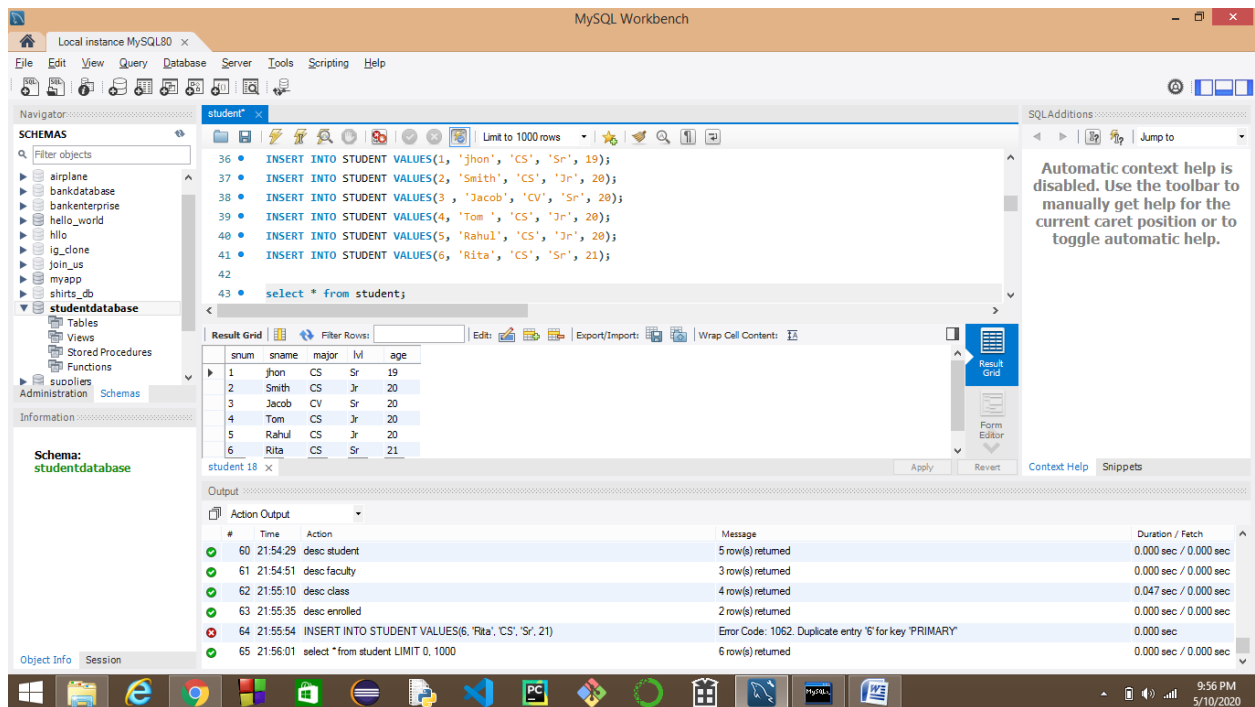 MySQL Workbench
Local instance MySQL80
File Edit View Query Database Server Tools Scripting Help
Navigator
SCHEMAS
Filter objects
airplane
bankdatabase
bankenterprise
hello_world
hllo
ig_clone
join_us
myapp
shirts_db
studentdatabase
Tables
Views
Stored Procedures
Functions
suppliers
Administration Schemas
Information
Schema:
studentdatabase
Object Info Session
student*
Limit to 1000 rows
36 INSERT INTO STUDENT VALUES(1, 'jhon', 'CS', 'Sr', 19);
37 INSERT INTO STUDENT VALUES(2, 'Smith', 'CS', 'Jr', 20);
38 INSERT INTO STUDENT VALUES(3 , 'Jacob', 'CV', 'Sr', 20);
39 INSERT INTO STUDENT VALUES(4, 'Tom ', 'CS', 'Jr', 20);
40 INSERT INTO STUDENT VALUES(5, 'Rahul', 'CS', 'Jr', 20);
41 INSERT INTO STUDENT VALUES(6, 'Rita', 'CS', 'Sr', 21);
42
43 select * from student;
Result Grid Filter Rows: Edit: Export/Import: Wrap Cell Content:
snum sname major lvl age
1 jhon CS Sr 19
2 Smith CS Jr 20
3 Jacob CV Sr 20
4 Tom CS Jr 20
5 Rahul CS Jr 20
6 Rita CS Sr 21
Result Grid
Form Editor
student 18 Apply Revert
SQLAdditions
Jump to
Automatic context help is
disabled. Use the toolbar to
manually get help for the
current caret position or to
toggle automatic help.
Context Help Snippets
Output
Action Output
# Time Action Message Duration / Fetch
60 21:54:29 desc student 5 row(s) returned 0.000 sec / 0.000 sec
61 21:54:51 desc faculty 3 row(s) returned 0.000 sec / 0.000 sec
62 21:55:10 desc class 4 row(s) returned 0.047 sec / 0.000 sec
63 21:55:35 desc enrolled 2 row(s) returned 0.000 sec / 0.000 sec
64 21:55:54 INSERT INTO STUDENT VALUES(6, 'Rita', 'CS', 'Sr', 21) Error Code: 1062. Duplicate entry '6' for key 'PRIMARY' 0.000 sec
65 21:56:01 select * from student LIMIT 0, 1000 6 row(s) returned 0.000 sec / 0.000 sec
9:56 PM
5/10/2020